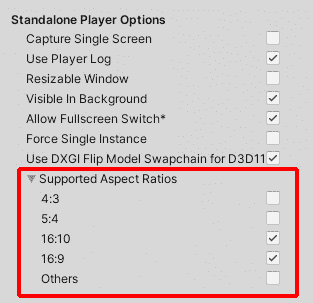 Standalone Player Options
Capture Single Screen
Use Player Log
Resizable Window
Visible In Background
Allow Fullscreen Switch*
Force Single Instance
Use DXGI Flip Model Swapchain for D3D11
Supported Aspect Ratios
4:3
5:4
16:10
16:9
Others